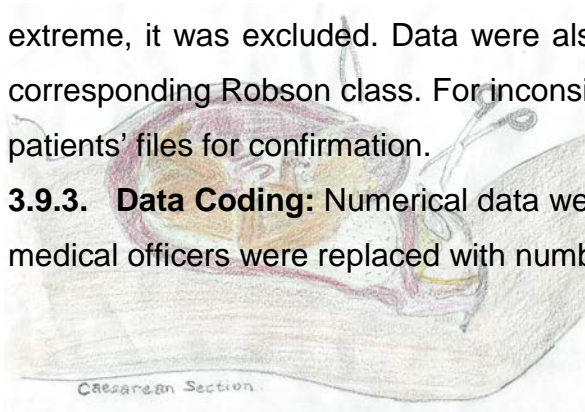 extreme, it was excluded. Data were als
corresponding Robson class. For inconsi
patients' files for confirmation.
3.9.3. Data Coding: Numerical data we
medical officers were replaced with numb
Caesarean Section